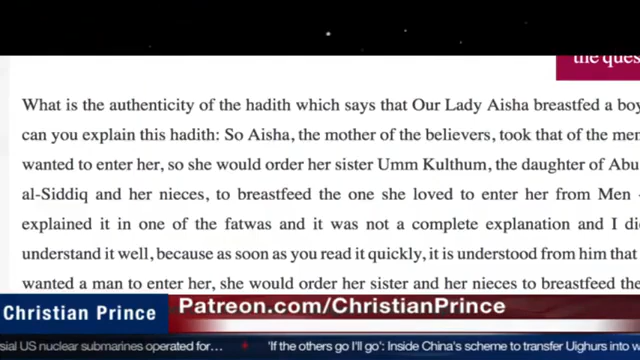 the ques
What is the authenticity of the hadith which says that Our Lady Aisha breastfed a boy
can you explain this hadith: So Aisha, the mother of the believers, took that of the men
wanted to enter her, so she would order her sister Umm Kulthum, the daughter of Abu
al-Siddiq and her nieces, to breastfeed the one she loved to enter her from Men -
explained it in one of the fatwas and it was not a complete explanation and I di
understand it well, because as soon as you read it quickly, it is understood from him that
wanted a man to enter her, she would order her sister and her nieces to breastfeed the
Christian Prince
Patreon.com/ChristianPrince
sial US nuclear submarines operated for... 'If the others go I'll go': Inside China's scheme to transfer Uighurs into w